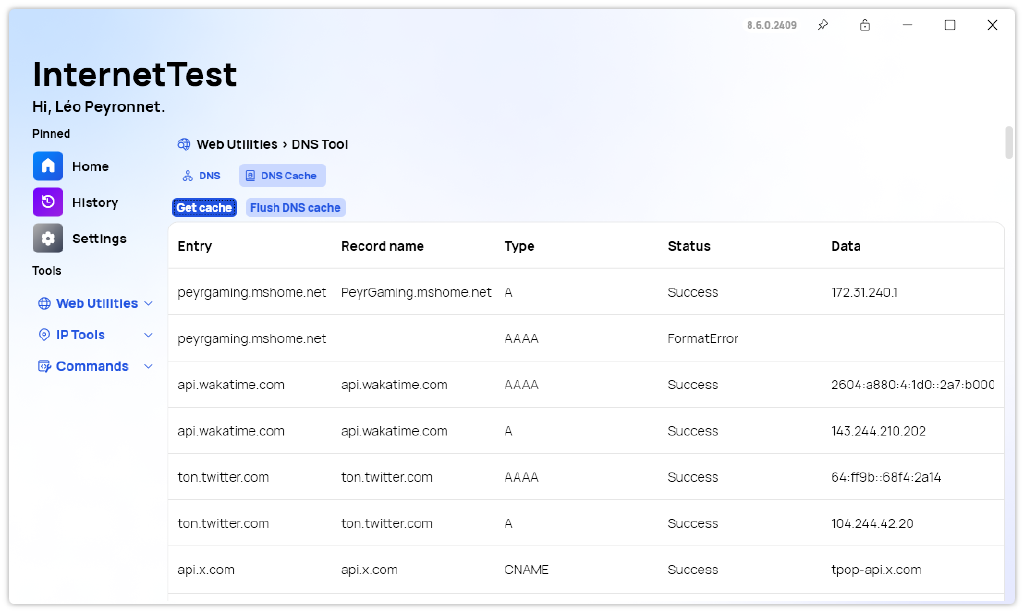 8.6.0.2409
InternetTest
Hi, Léo Peyronnet.
Pinned
Home
History
Settings
Tools
Web Utilities
IP Tools
Commands
Web Utilities > DNS Tool
DNS DNS Cache
Get cache Flush DNS cache
Entry Record name Type Status Data
peyrgaming.mshome.net PeyrGaming.mshome.net A Success 172.31.240.1
peyrgaming.mshome.net AAAA FormatError
api.wakatime.com api.wakatime.com AAAA Success 2604:a880:4:1d0::2a7:b000
api.wakatime.com api.wakatime.com A Success 143.244.210.202
ton.twitter.com ton.twitter.com AAAA Success 64:ff9b::68f4:2a14
ton.twitter.com ton.twitter.com A Success 104.244.42.20
api.x.com api.x.com CNAME Success tpop-api.x.com